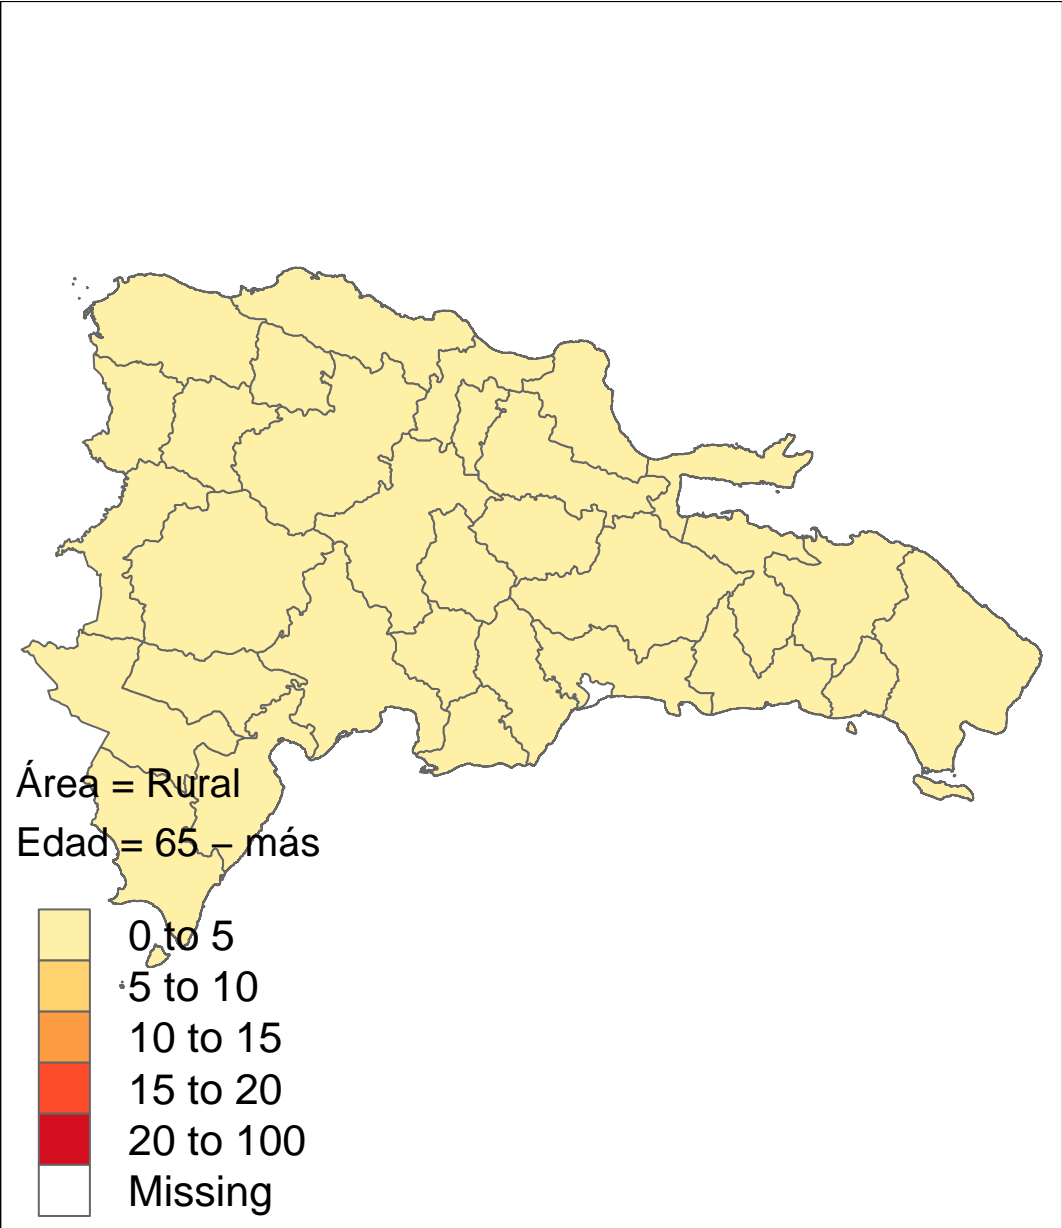 Área = Rural
Edad = 65 – más
0 to 5
5 to 10
10 to 15
15 to 20
20 to 100
Missing